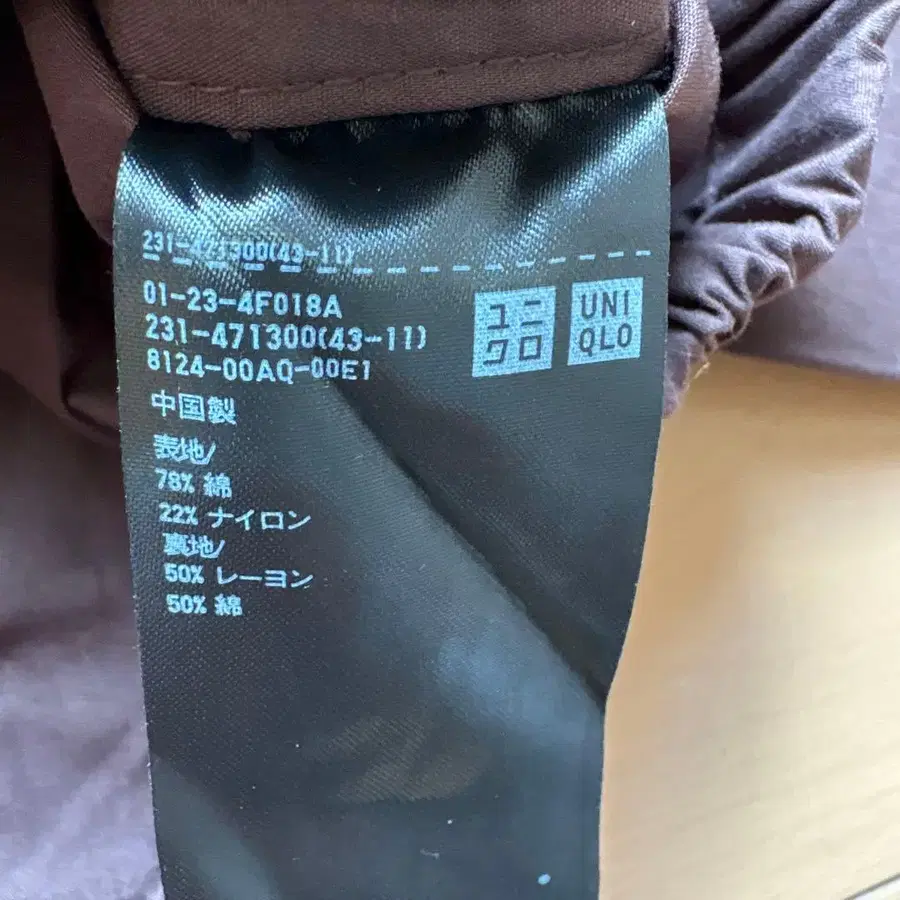 231-471300(43-11)
01-23-4F018A
231-471300(43-11)
8124-00AQ-00E1
ユニ
クロ
UNI
QLO
中国製
表地/
78% 綿
22% ナイロン
裏地/
50% レーヨン
50% 綿